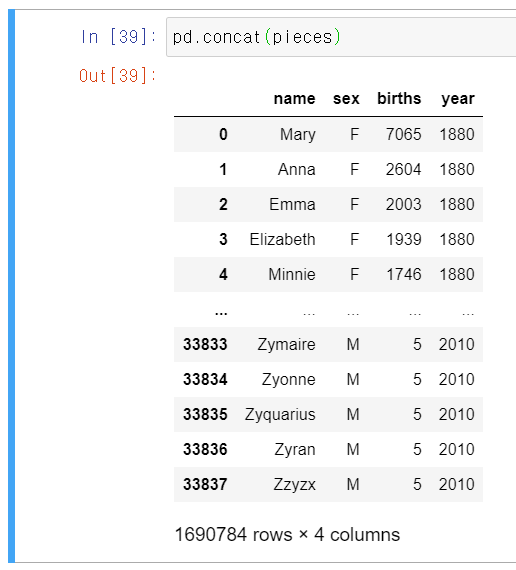 In [39]: pd.concat(pieces)
Out[39]:
name sex births year
0 Mary F 7065 1880
1 Anna F 2604 1880
2 Emma F 2003 1880
3 Elizabeth F 1939 1880
4 Minnie F 1746 1880
... ... ... ... ...
33833 Zymaire M 5 2010
33834 Zyonne M 5 2010
33835 Zyquarius M 5 2010
33836 Zyran M 5 2010
33837 Zzyzx M 5 2010
1690784 rows × 4 columns